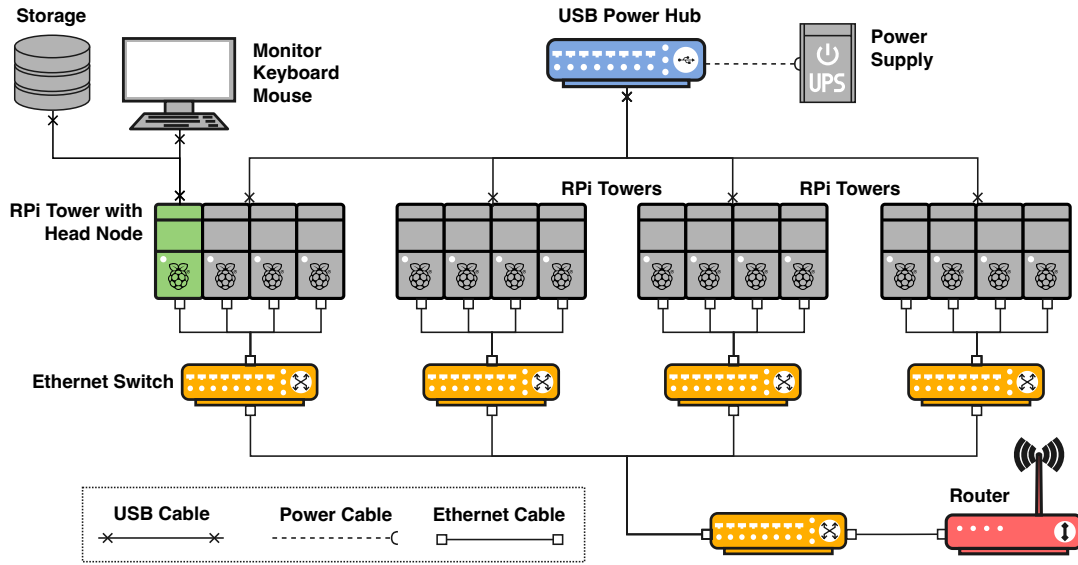 Storage
USB Power Hub
Monitor
Keyboard
Mouse
Power
Supply
UPS
RPi Towers
RPi Towers
RPi Tower with
Head Node
Ethernet Switch
USB Cable
Power Cable
Ethernet Cable
Router